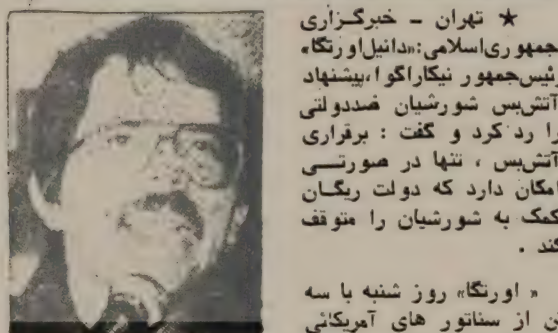 ★ تهران - خبرگزاری
جمهوری‌اسلامی: «دانیل‌اورتگا»
رئیس‌جمهور نیکاراگوا، پیشنهاد
آتش‌بس شورشیان ضددولتی
را رد کرد و گفت : برقراری
آتش‌بس ، تنها در صورتی
امکان دارد که دولت ریگان
کمک به شورشیان را متوقف
کند .
« اورتگا» روز شنبه با سه
تن از سناتور های آمریکائی